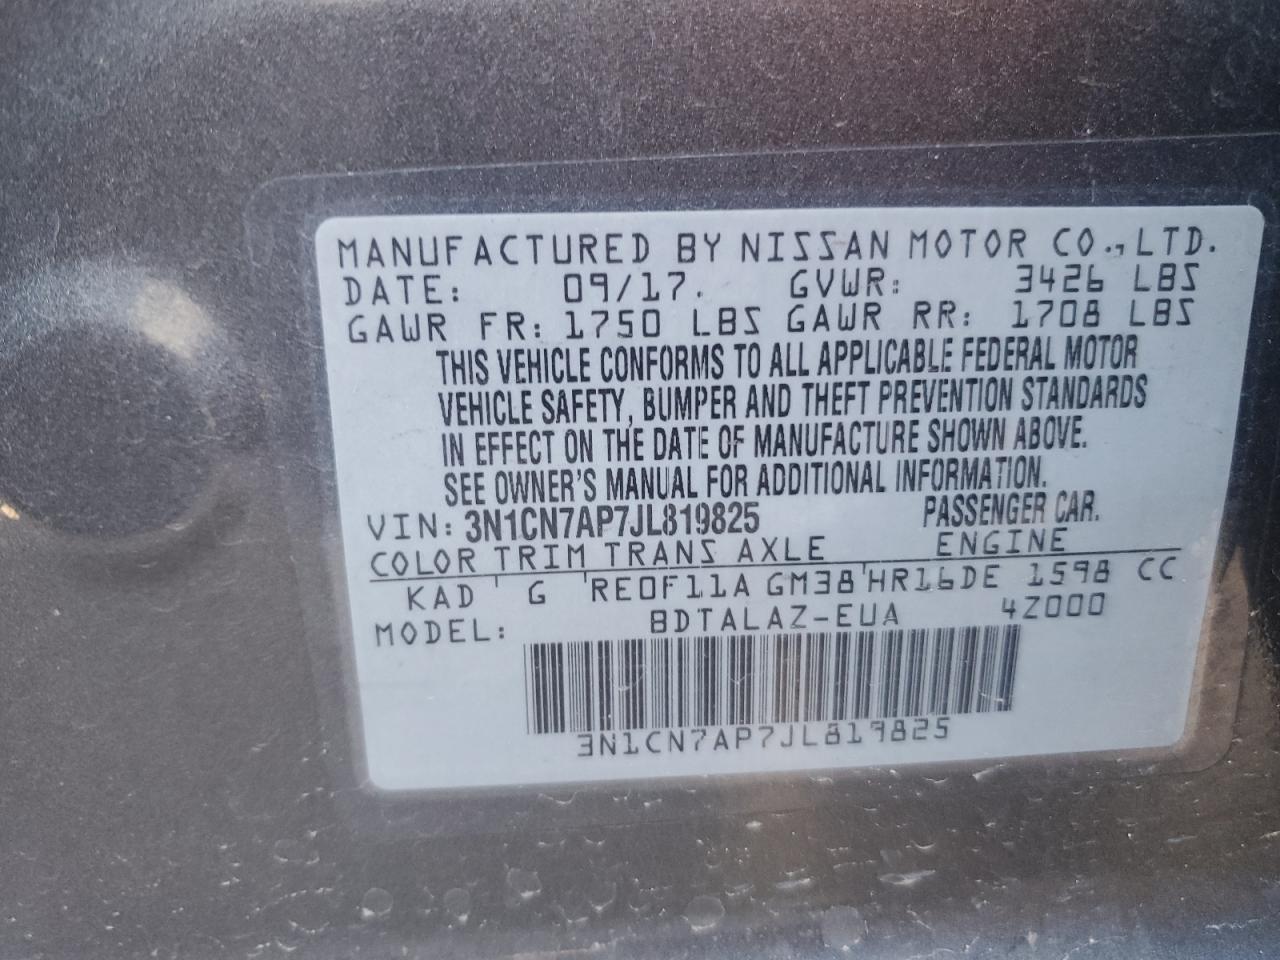 MANUFACTURED BY NISSAN MOTOR CO.,LTD.
DATE: 09/17. GVWR: 3426 LBS
GAWR FR: 1750 LBS GAWR RR: 1708 LBS
THIS VEHICLE CONFORMS TO ALL APPLICABLE FEDERAL MOTOR
VEHICLE SAFETY, BUMPER AND THEFT PREVENTION STANDARDS
IN EFFECT ON THE DATE OF MANUFACTURE SHOWN ABOVE.
SEE OWNER'S MANUAL FOR ADDITIONAL INFORMATION.
VIN: 3N1CN7AP7JL819825 PASSENGER CAR.
COLOR TRIM TRANS AXLE ENGINE
KAD ' G 'RE0F11A GM38'HR16DE 1598 CC
MODEL: BDTALAZ-EUA 4Z000
3N1CN7AP7JL819825